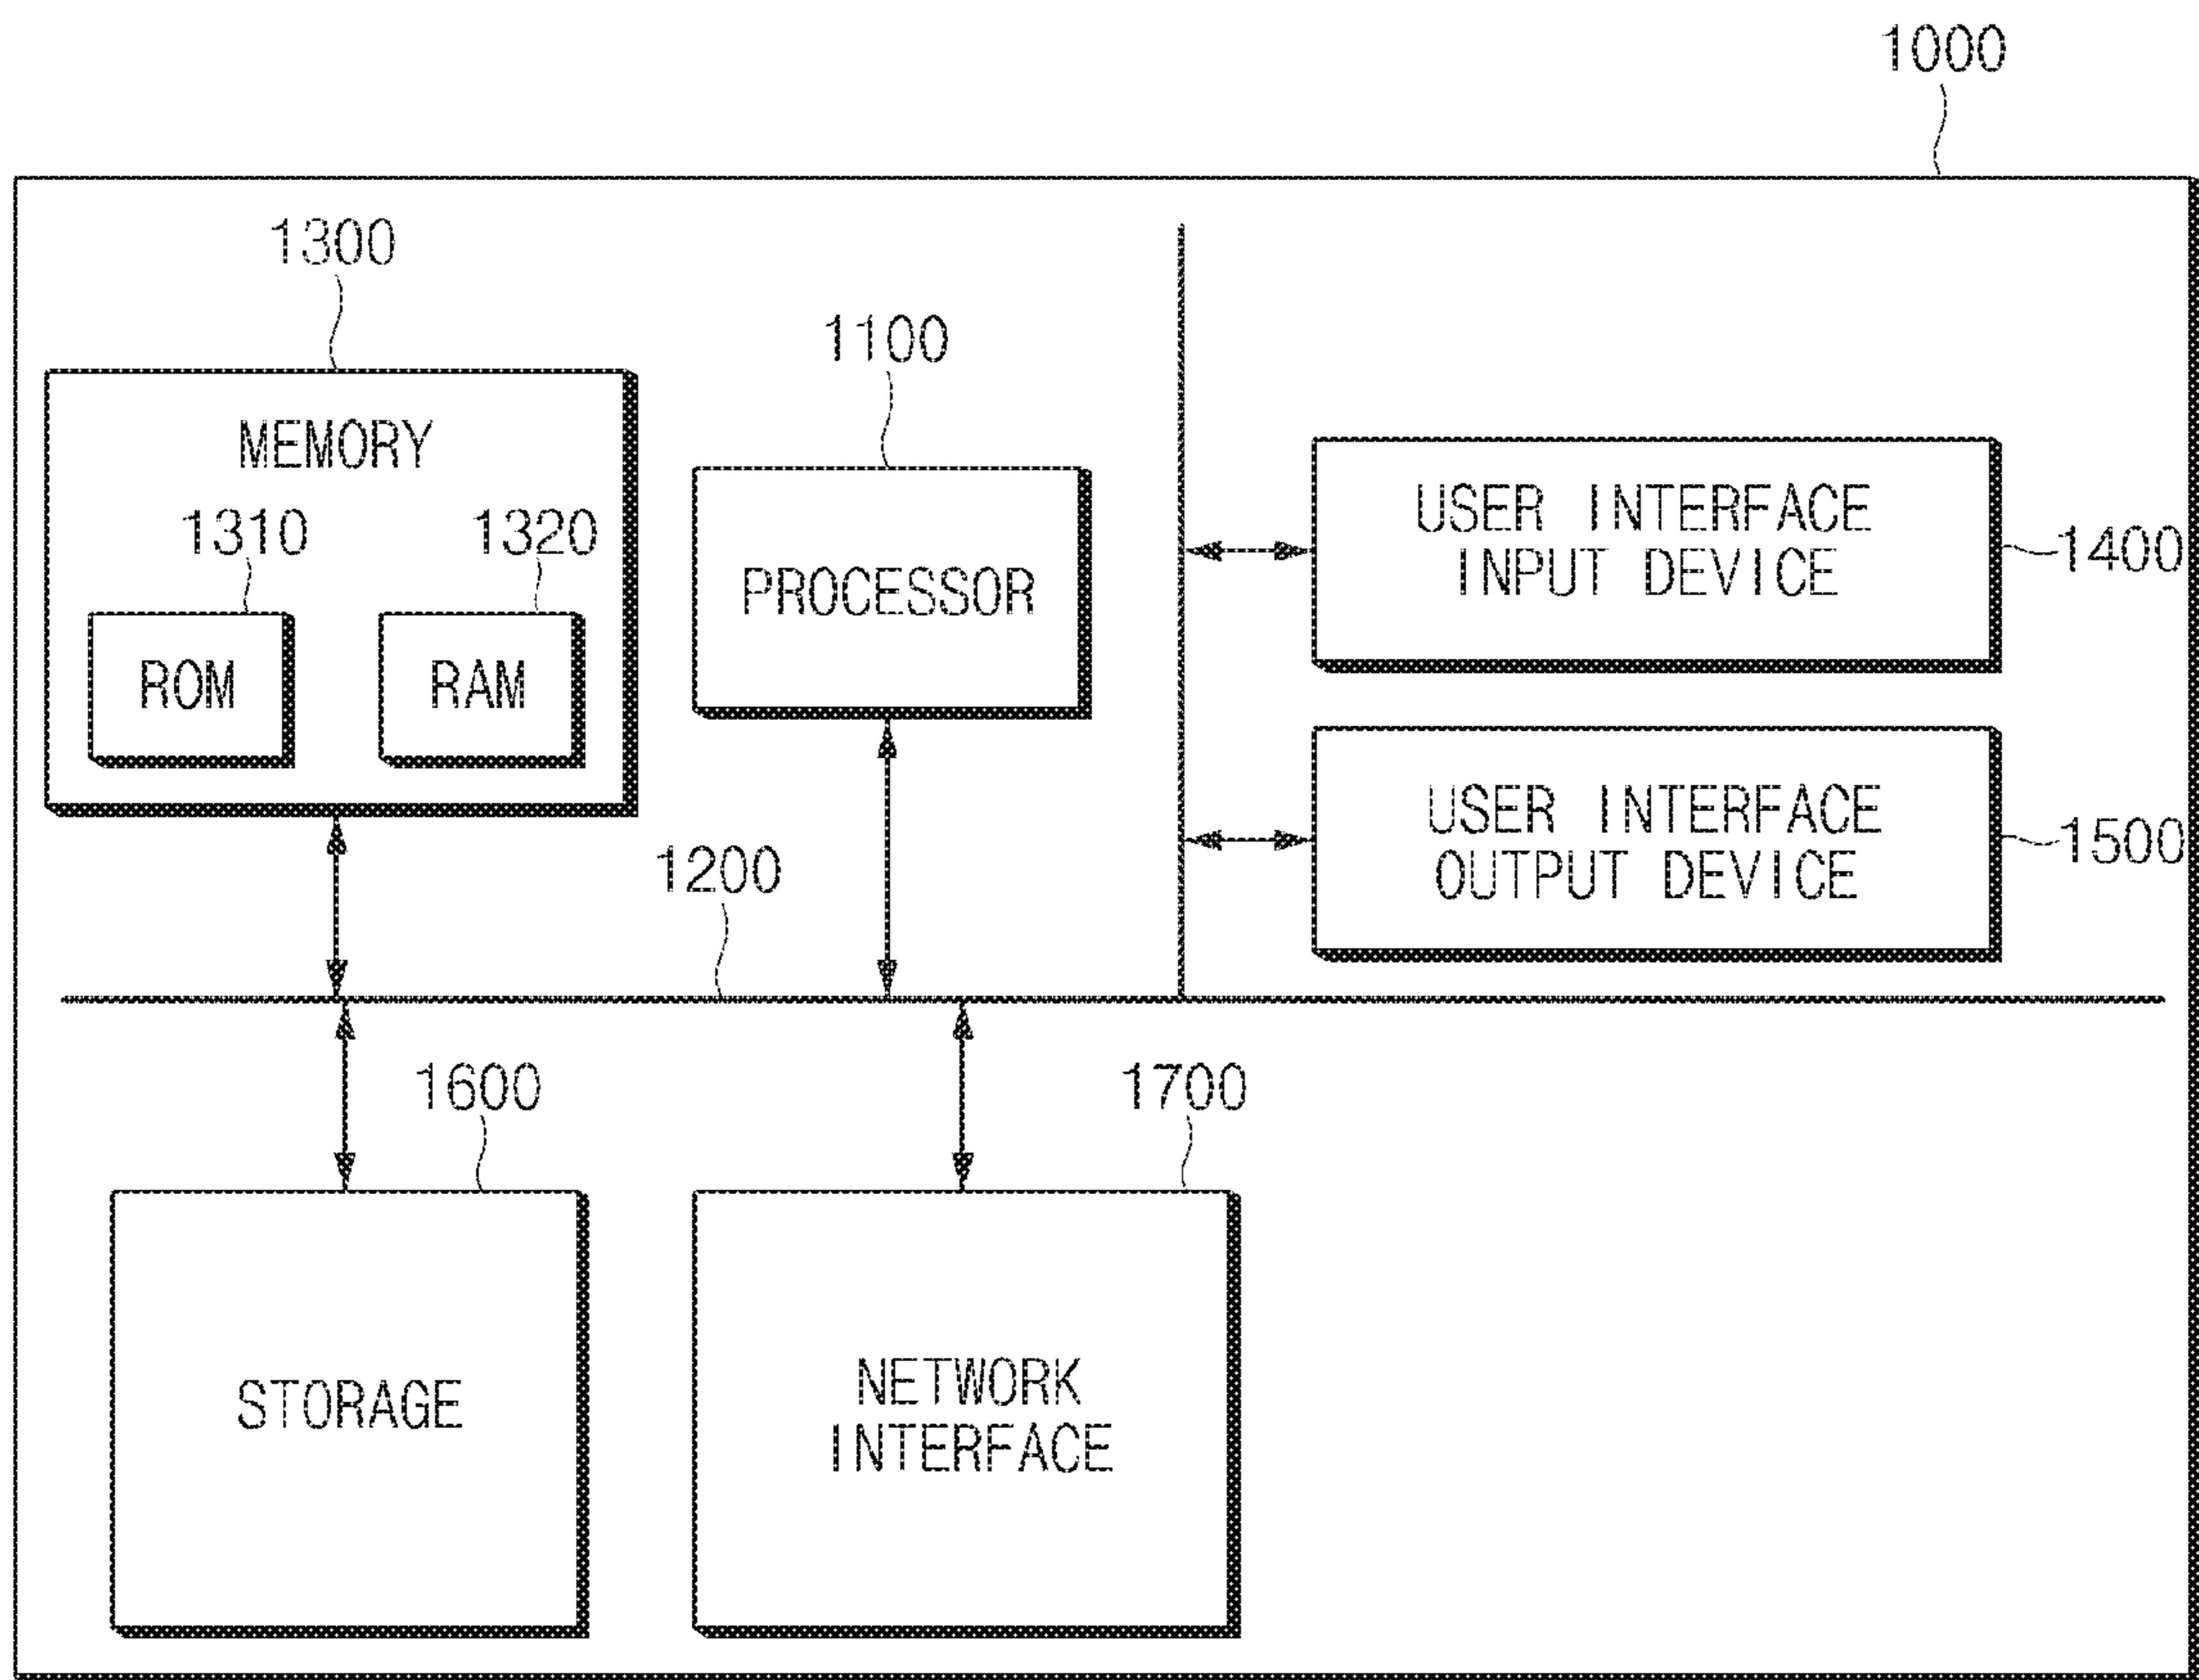 1000
1300
1100
MEMORY
1310
1320
ROM
RAM
PROCESSOR
USER INTERFACE
INPUT DEVICE
1400
USER INTERFACE
OUTPUT DEVICE
1500
1200
1600
1700
STORAGE
NETWORK
INTERFACE